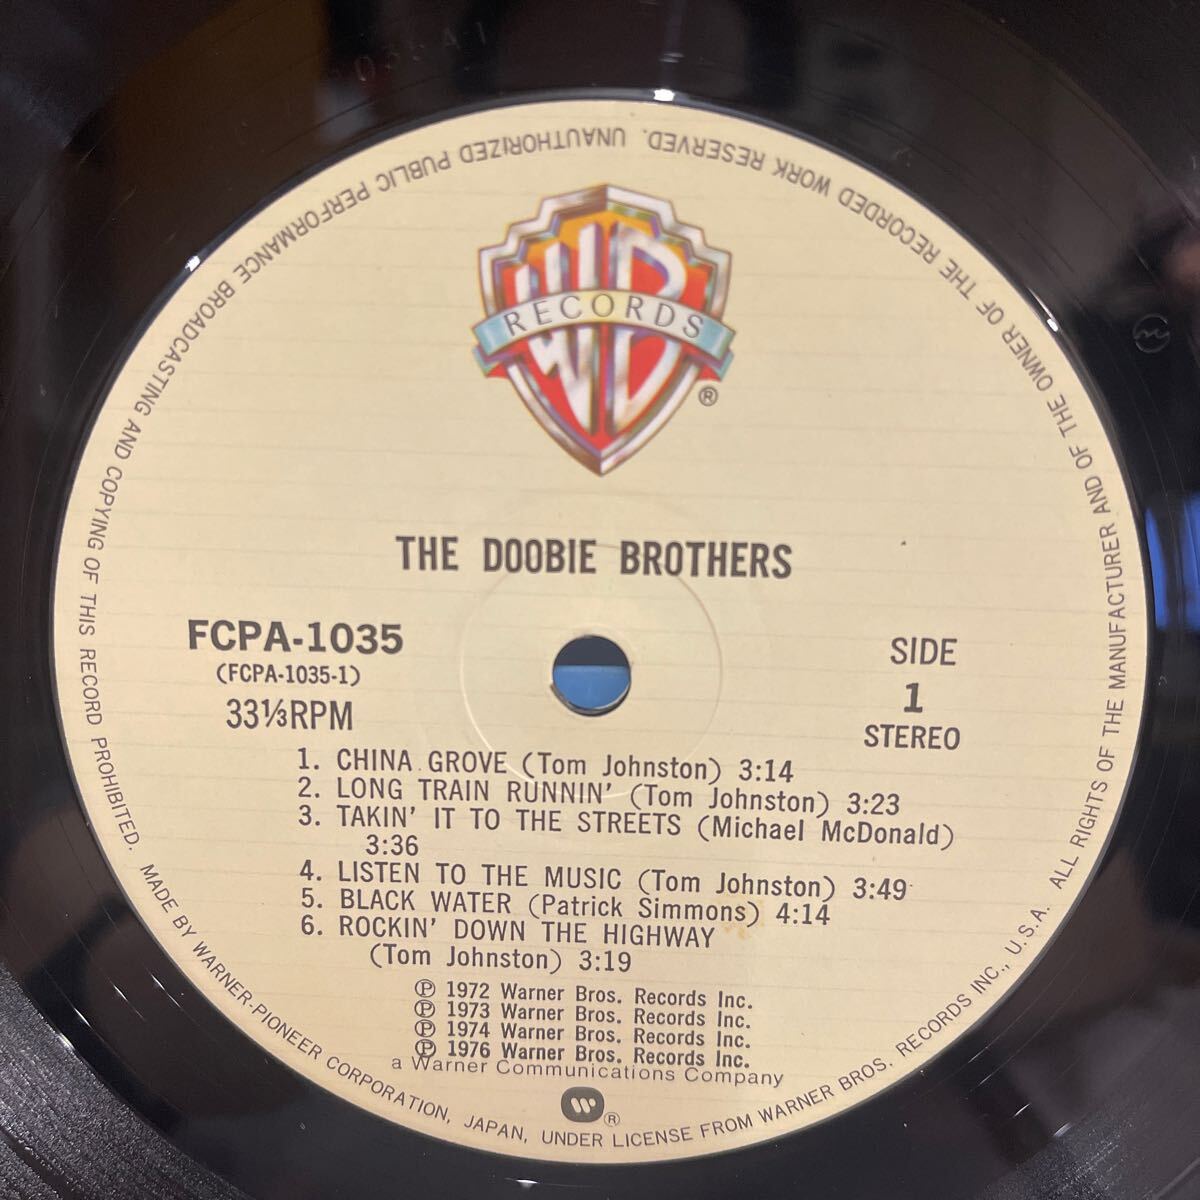 RECORDS
®
THE DOOBIE BROTHERS
FCPA-1035
(FCPA-1035-1)
33⅓RPM
SIDE
1
STEREO
1. CHINA GROVE (Tom Johnston) 3:14
2. LONG TRAIN RUNNIN' (Tom Johnston) 3:23
3. TAKIN' IT TO THE STREETS (Michael McDonald)
3:36
4. LISTEN TO THE MUSIC (Tom Johnston) 3:49
5. BLACK WATER (Patrick Simmons) 4:14
6. ROCKIN' DOWN THE HIGHWAY
(Tom Johnston) 3:19
℗ 1972 Warner Bros. Records Inc.
℗ 1973 Warner Bros. Records Inc.
℗ 1974 Warner Bros. Records Inc.
℗ 1976 Warner Bros. Records Inc.
a Warner Communications Company
®
MADE BY WARNER-PIONEER CORPORATION, JAPAN, UNDER LICENSE FROM WARNER BROS. RECORDS INC., U.S.A. ALL RIGHTS OF THE MANUFACTURER AND OF THE OWNER OF THE RECORDED WORK RESERVED. UNAUTHORIZED PUBLIC PERFORMANCE BROADCASTING AND COPYING OF THIS RECORD PROHIBITED.